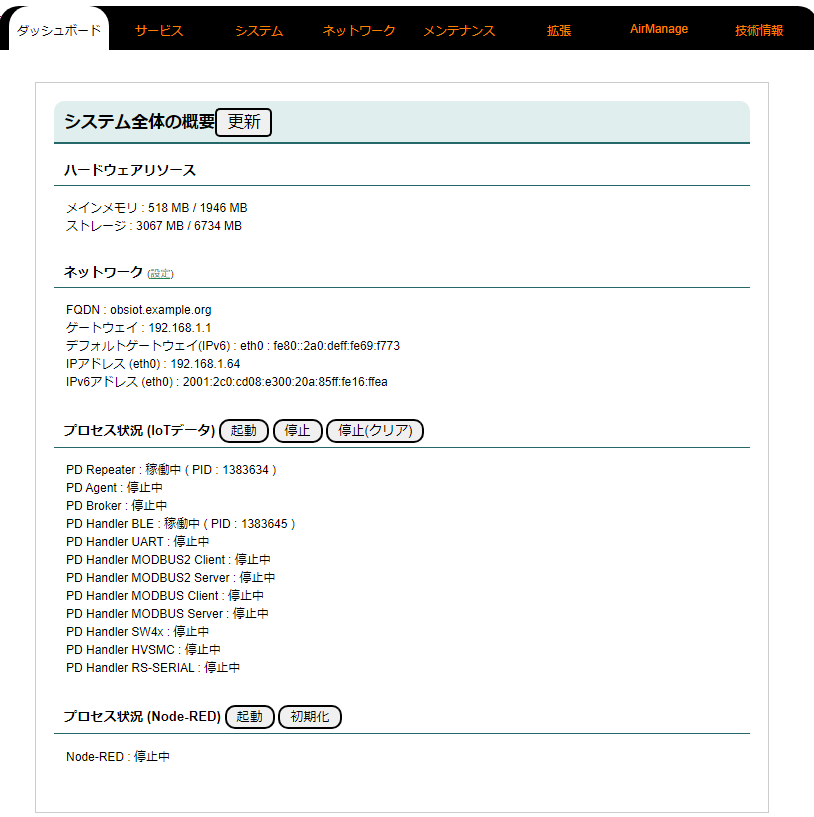 ダッシュボード サービス システム ネットワーク メンテナンス 拡張 AirManage 技術情報
システム全体の概要 更新
ハードウェアリソース
メインメモリ : 518 MB / 1946 MB
ストレージ : 3067 MB / 6734 MB
ネットワーク (設定)
FQDN : obsiot.example.org
ゲートウェイ : 192.168.1.1
デフォルトゲートウェイ(IPv6) : eth0 : fe80::2a0:deff:fe69:f773
IPアドレス (eth0) : 192.168.1.64
IPv6アドレス (eth0) : 2001:2c0:cd08:e300:20a:85ff:fe16:ffea
プロセス状況 (IoTデータ) 起動 停止 停止(クリア)
PD Repeater : 稼働中 ( PID : 1383634 )
PD Agent : 停止中
PD Broker : 停止中
PD Handler BLE : 稼働中 ( PID : 1383645 )
PD Handler UART : 停止中
PD Handler MODBUS2 Client : 停止中
PD Handler MODBUS2 Server : 停止中
PD Handler MODBUS Client : 停止中
PD Handler MODBUS Server : 停止中
PD Handler SW4x : 停止中
PD Handler HVSMC : 停止中
PD Handler RS-SERIAL : 停止中
プロセス状況 (Node-RED) 起動 初期化
Node-RED : 停止中